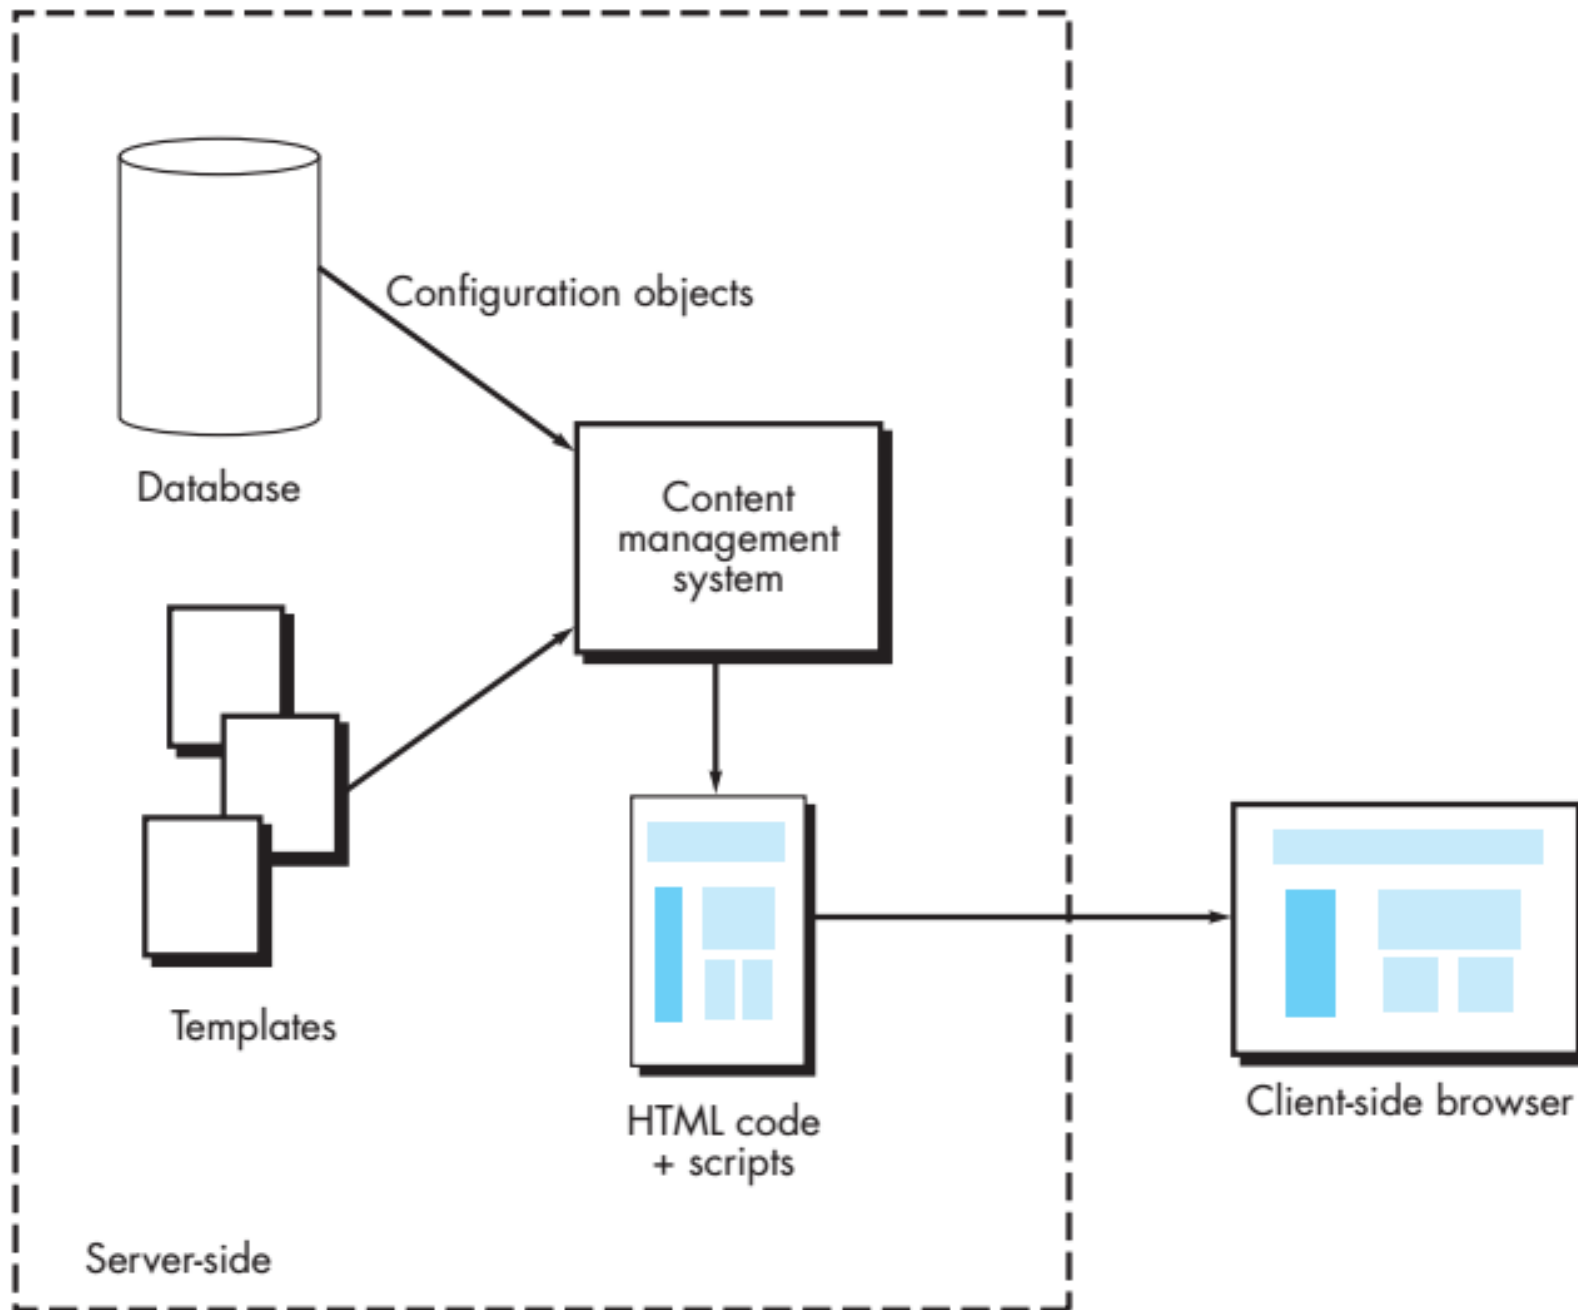 Configuration objects
Database
Content
management
system
Templates
HTML code
+ scripts
Client-side browser
Server-side